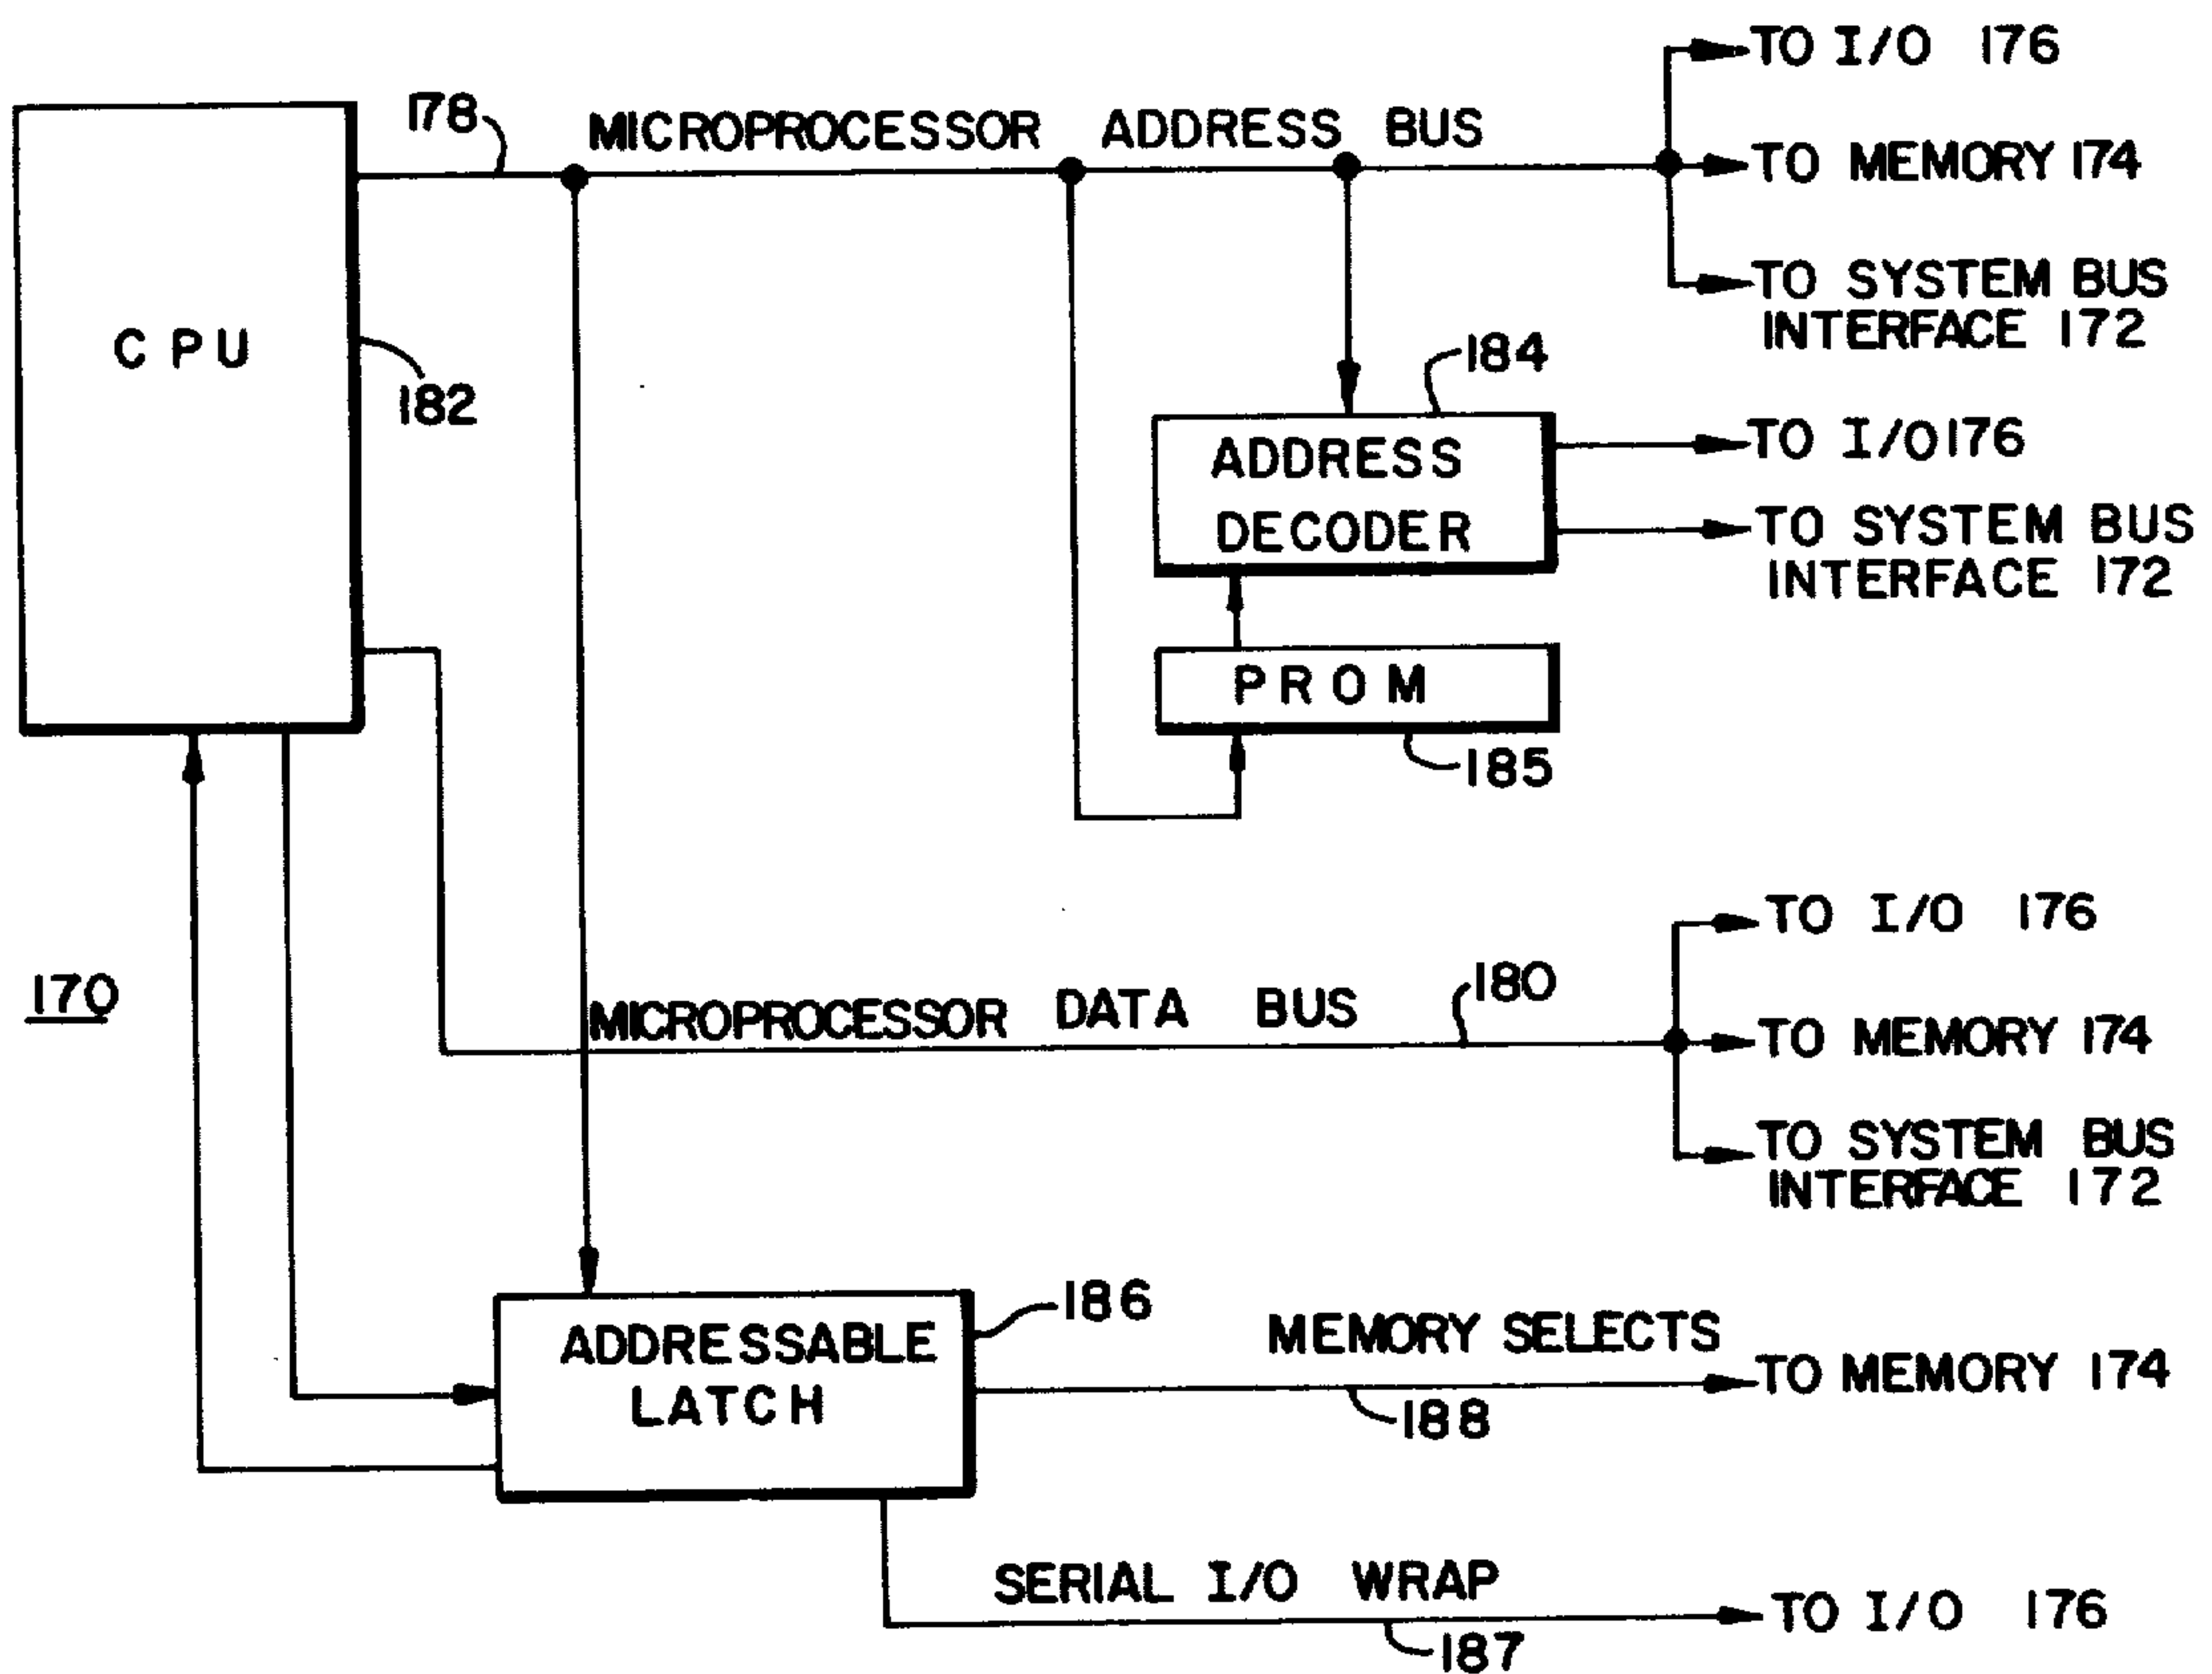 TO I/O 176
178
MICROPROCESSOR ADDRESS BUS
TO MEMORY 174
TO SYSTEM BUS
INTERFACE 172
CPU
182
184
ADDRESS
DECODER
TO I/O 176
TO SYSTEM BUS
INTERFACE 172
PROM
185
TO I/O 176
170
MICROPROCESSOR DATA BUS
180
TO MEMORY 174
TO SYSTEM BUS
INTERFACE 172
ADDRESSABLE
LATCH
186
MEMORY SELECTS
TO MEMORY 174
188
SERIAL I/O WRAP
TO I/O 176
187